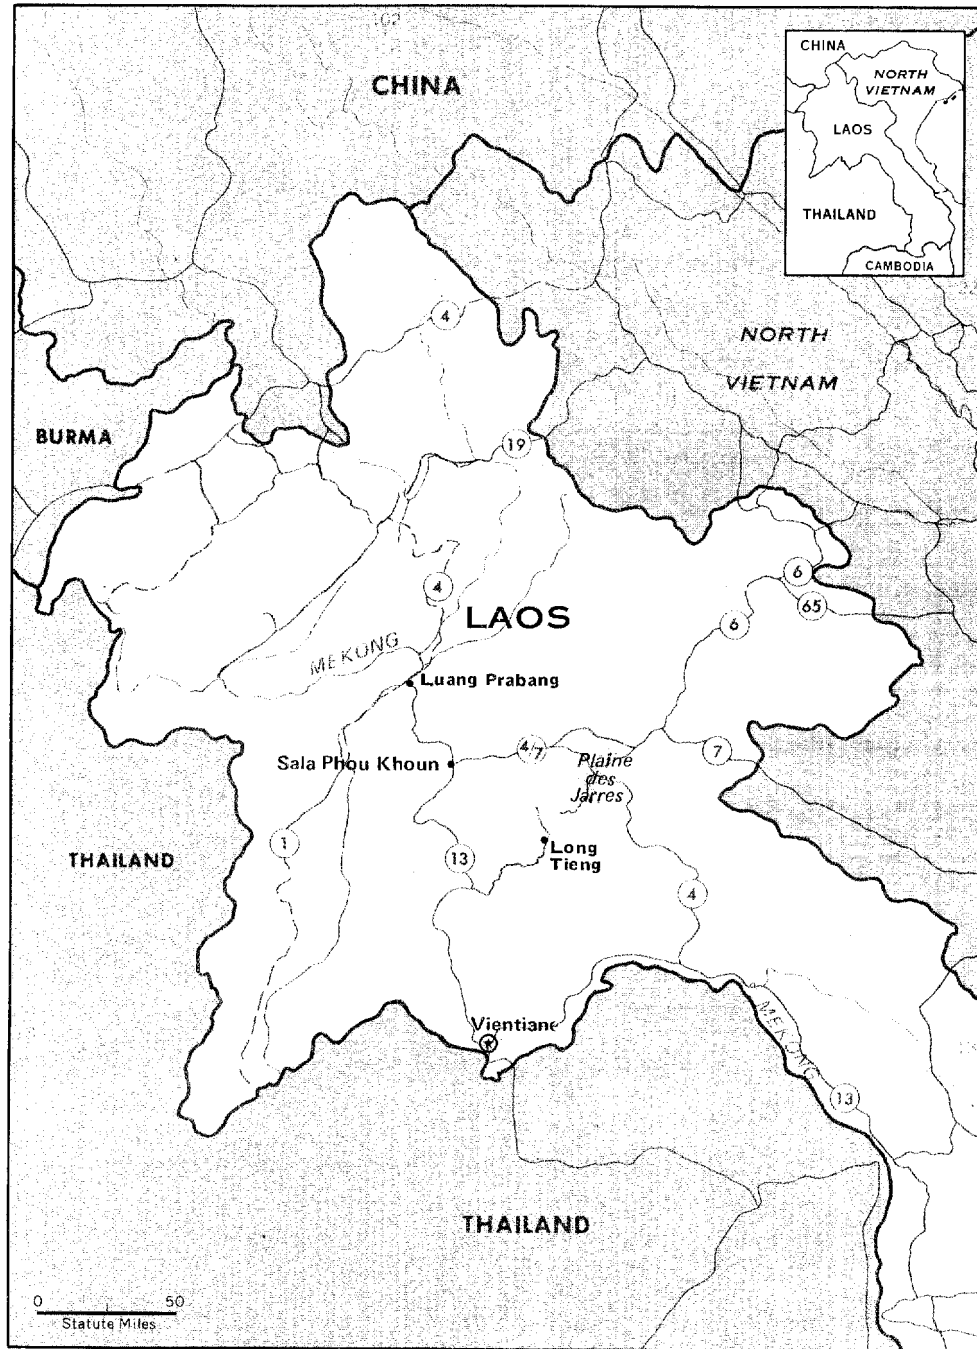 CHINA
CHINA
NORTH
VIETNAM
LAOS
THAILAND
CAMBODIA
4
NORTH
VIETNAM
BURMA
19
4
LAOS
6
65
6
MEKONG
Luang Prabang
Sala Phou Khoun
4/7
7
Plaine
des
Jarres
1
THAILAND
13
Long
Tieng
4
Vientiane
MEKONG
13
THAILAND
0 50
Statute Miles